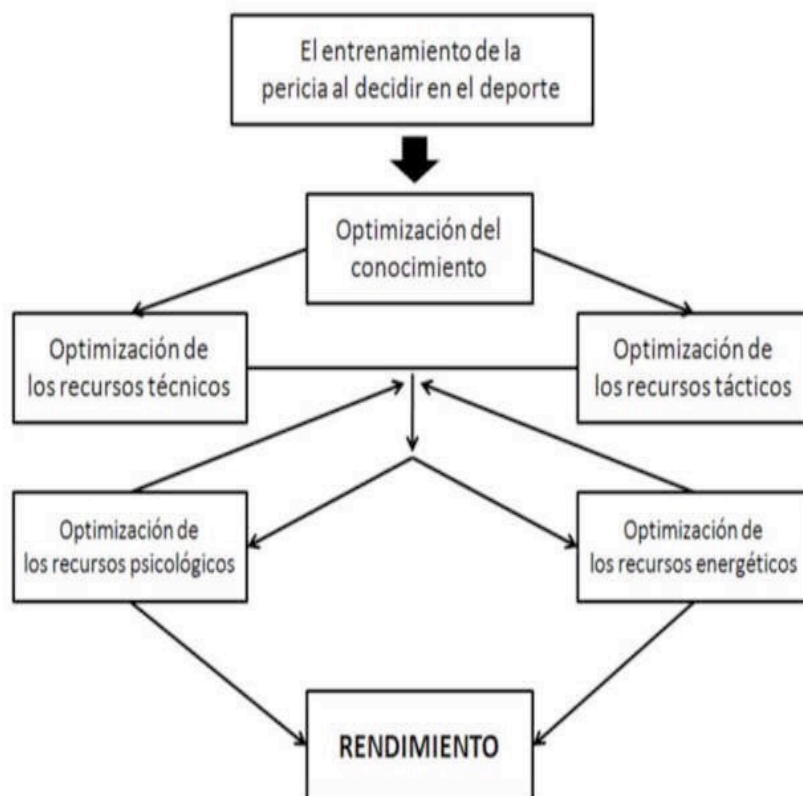 El entrenamiento de la
pericia al decidir en el deporte
Optimización del
conocimiento
Optimización de
los recursos técnicos
Optimización de
los recursos tácticos
Optimización de
los recursos psicológicos
Optimización de
los recursos energéticos
RENDIMIENTO